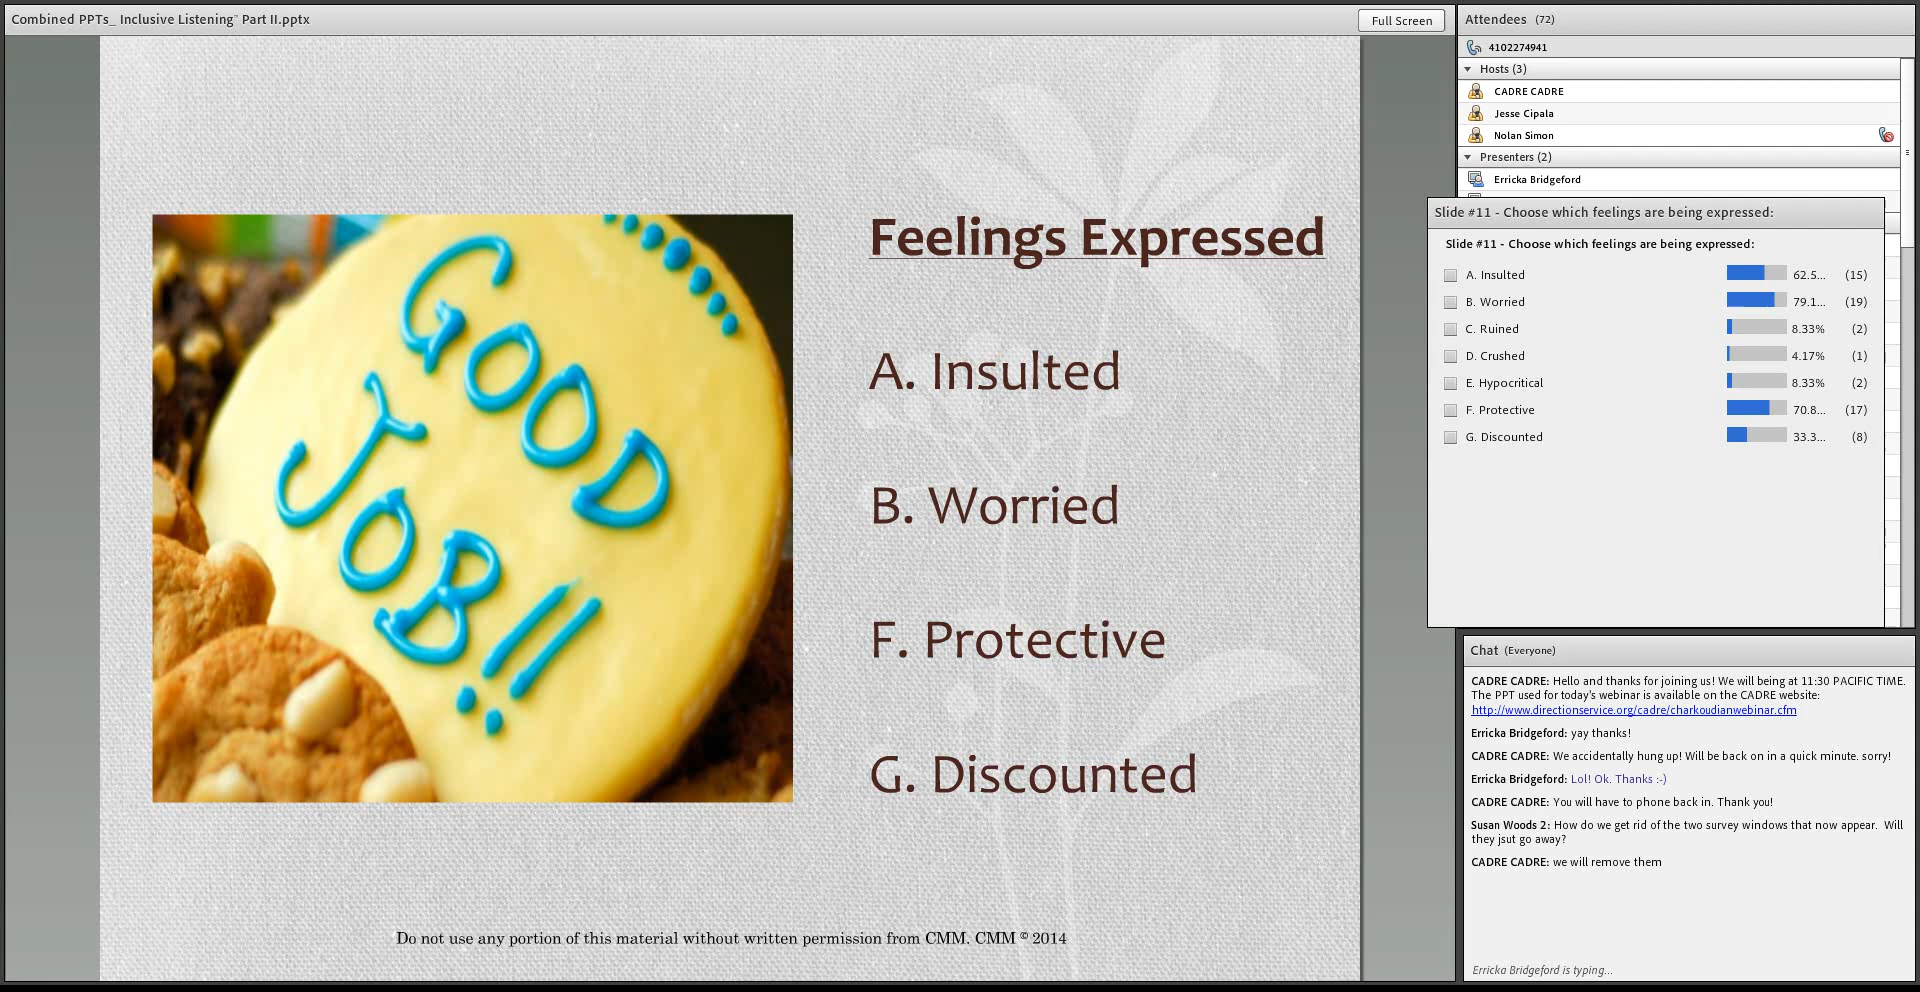 Combined PPTs_ Inclusive Listening™ Part II.pptx
Full Screen
GOOD
JOB!!
Feelings Expressed
A. Insulted
B. Worried
F. Protective
G. Discounted
Do not use any portion of this material without written permission from CMM. CMM © 2014
Attendees (72)
4102274941
Hosts (3)
CADRE CADRE
Jesse Cipala
Nolan Simon
Presenters (2)
Erricka Bridgeford
Slide #11 - Choose which feelings are being expressed:
Slide #11 - Choose which feelings are being expressed:
A. Insulted 62.5... (15)
B. Worried 79.1... (19)
C. Ruined 8.33% (2)
D. Crushed 4.17% (1)
E. Hypocritical 8.33% (2)
F. Protective 70.8... (17)
G. Discounted 33.3... (8)
Chat (Everyone)
CADRE CADRE: Hello and thanks for joining us! We will being at 11:30 PACIFIC TIME.
The PPT used for today's webinar is available on the CADRE website:
http://www.directionservice.org/cadre/charkoudianwebinar.cfm
Erricka Bridgeford: yay thanks!
CADRE CADRE: We accidentally hung up! Will be back on in a quick minute. sorry!
Erricka Bridgeford: Lol! Ok. Thanks :-)
CADRE CADRE: You will have to phone back in. Thank you!
Susan Woods 2: How do we get rid of the two survey windows that now appear. Will
they jsut go away?
CADRE CADRE: we will remove them
Erricka Bridgeford is typing...